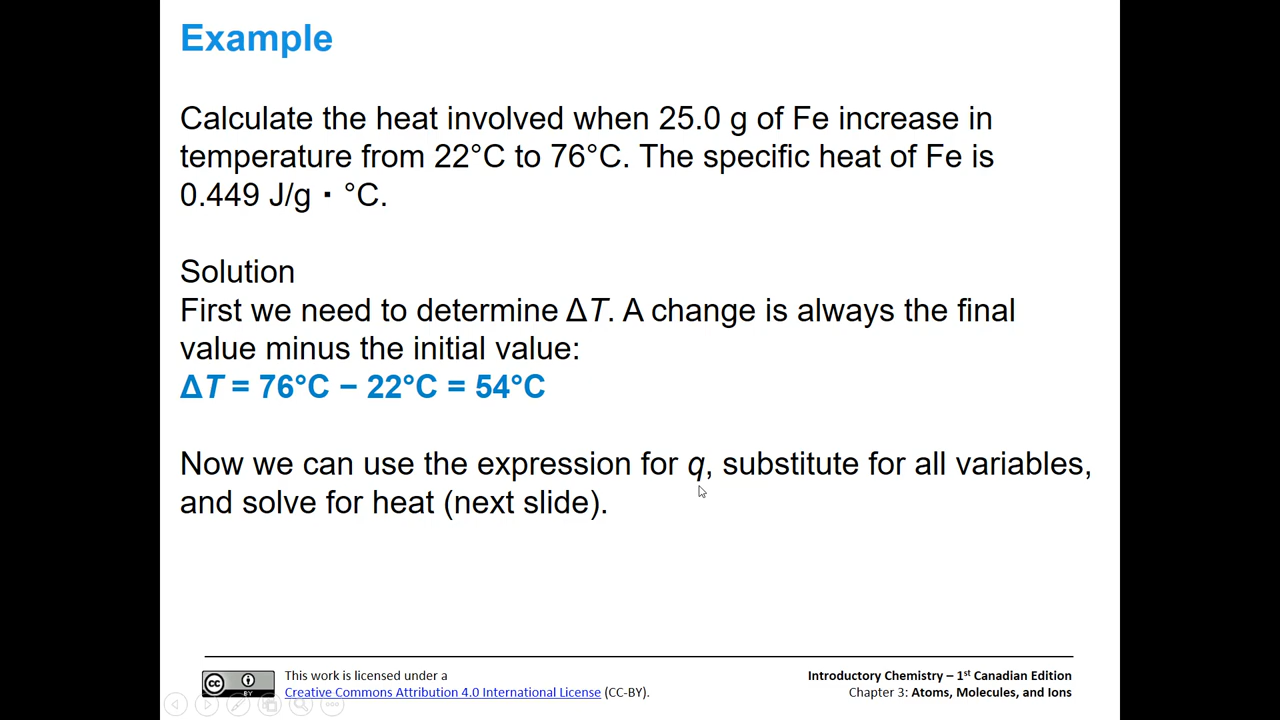 Example
Calculate the heat involved when 25.0 g of Fe increase in
temperature from 22°C to 76°C. The specific heat of Fe is
0.449 J/g · °C.
Solution
First we need to determine ΔT. A change is always the final
value minus the initial value:
ΔT = 76°C − 22°C = 54°C
Now we can use the expression for q, substitute for all variables,
and solve for heat (next slide).
cc BY
This work is licensed under a
Creative Commons Attribution 4.0 International License (CC-BY).
Introductory Chemistry – 1st Canadian Edition
Chapter 3: Atoms, Molecules, and Ions